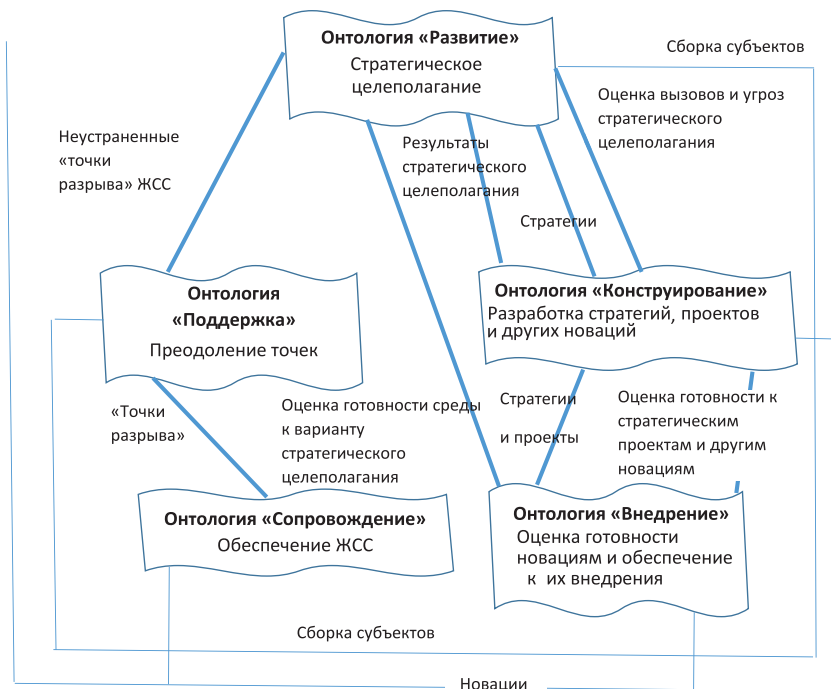 Онтология «Развитие»
Стратегическое
целеполагание
Сборка субъектов
Оценка вызовов и угроз
стратегического
целеполагания
Неустраненные
«точки
разрыва» ЖСС
Результаты
стратегического
целеполагания
Стратегии
Онтология
«Поддержка»
Преодоление точек
Онтология «Конструирование»
Разработка стратегий, проектов
и других новаций
«Точки
разрыва»
Оценка готовности среды
к варианту
стратегического
целеполагания
Стратегии
и проекты
Оценка готовности к
стратегическим
проектам и другим
новациям
Онтология «Сопровождение»
Обеспечение ЖСС
Онтология «Внедрение»
Оценка готовности
новациям и обеспечение
к их внедрения
Сборка субъектов
Новации